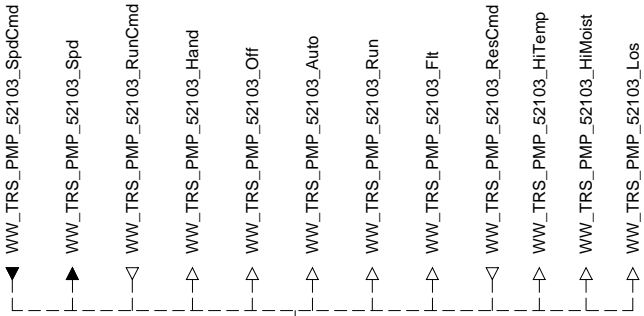 WW_TRS_PMP_52103_SpdCmd
WW_TRS_PMP_52103_Spd
WW_TRS_PMP_52103_RunCmd
WW_TRS_PMP_52103_Hand
WW_TRS_PMP_52103_Off
WW_TRS_PMP_52103_Auto
WW_TRS_PMP_52103_Run
WW_TRS_PMP_52103_Flt
WW_TRS_PMP_52103_ResCmd
WW_TRS_PMP_52103_HiTemp
WW_TRS_PMP_52103_HiMoist
WW_TRS_PMP_52103_Los